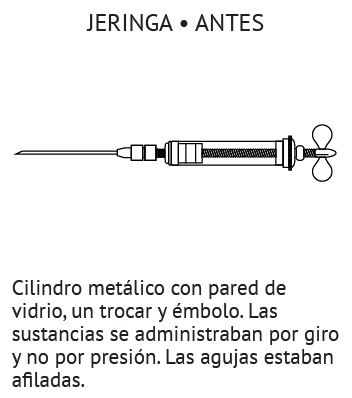 JERINGA • ANTES
Cilindro metálico con pared de
vidrio, un trocar y émbolo. Las
sustancias se administraban por giro
y no por presión. Las agujas estaban
afiladas.